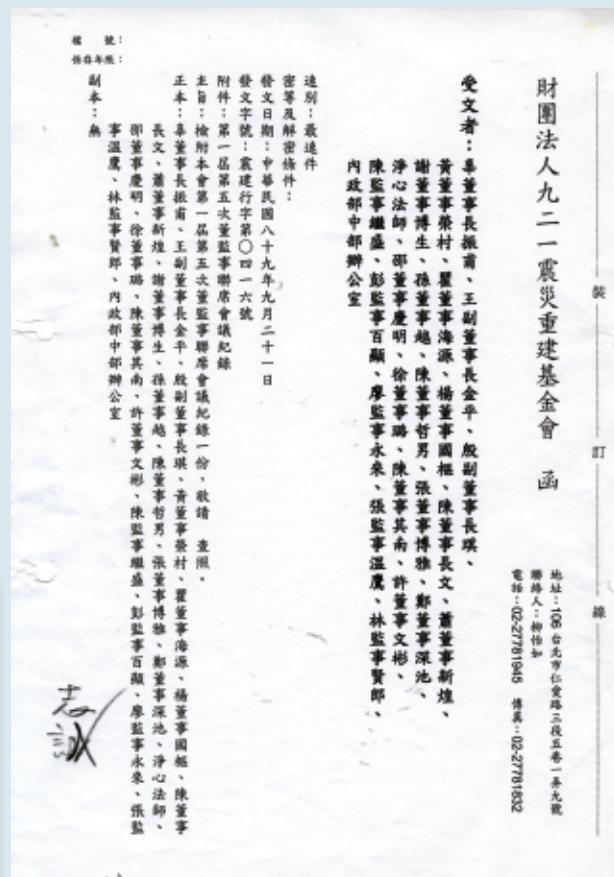 檔　號：
保存年限：
裝
訂
線
財團法人九二一震災重建基金會　函
地址：106 台北市仁愛路三段五巷一弄九號
聯絡人：柳怡如
電話：02-27781945　傳真：02-27781832
受文者：辜董事長振甫、王副董事長金平、殷副董事長琪、
黃董事榮村、瞿董事海源、楊董事國樞、陳董事長文、蕭董事新煌、
謝董事博生、孫董事越、陳董事哲男、張董事博雅、鄭董事深池、
淨心法師、邵董事慶明、徐董事璐、陳董事其南、許董事文彬、
陳監事繼盛、彭監事百顯、廖監事永來、張監事溫鷹、林監事賢郎、
內政部中部辦公室
速別：最速件
密等及解密條件：
發文日期：中華民國八十九年九月二十一日
發文字號：震建行字第〇四一六號
附件：第一屆第五次董監事聯席會議紀錄
主旨：檢附本會第一屆第五次董監事聯席會議紀錄一份，敬請　查照。
正本：辜董事長振甫、王副董事長金平、殷副董事長琪、黃董事榮村、瞿董事海源、楊董事國樞、陳董事
長文、蕭董事新煌、謝董事博生、孫董事越、陳董事哲男、張董事博雅、鄭董事深池、淨心法師、
邵董事慶明、徐董事璐、陳董事其南、許董事文彬、陳監事繼盛、彭監事百顯、廖監事永來、張監
事溫鷹、林監事賢郎、內政部中部辦公室
副本：無